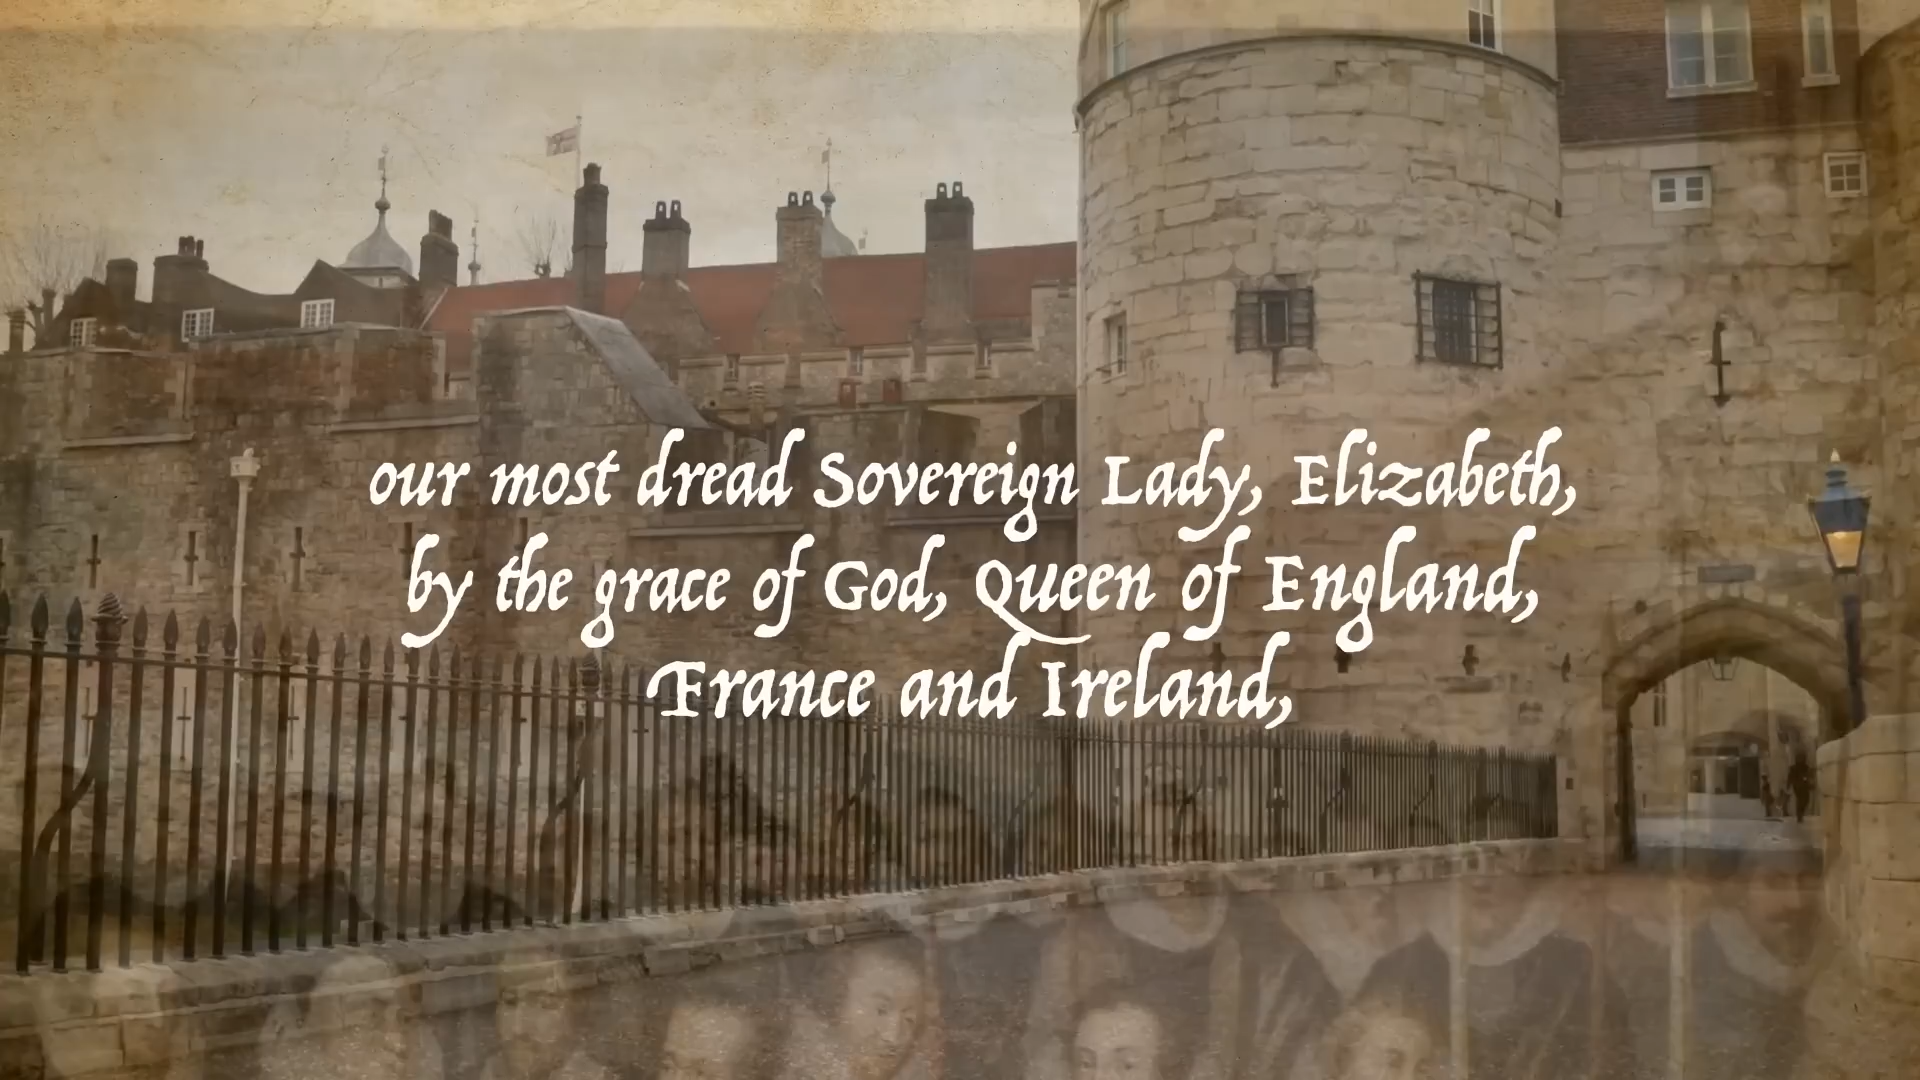 our most dread Sovereign Lady, Elizabeth,
by the grace of God, Queen of England,
France and Ireland,